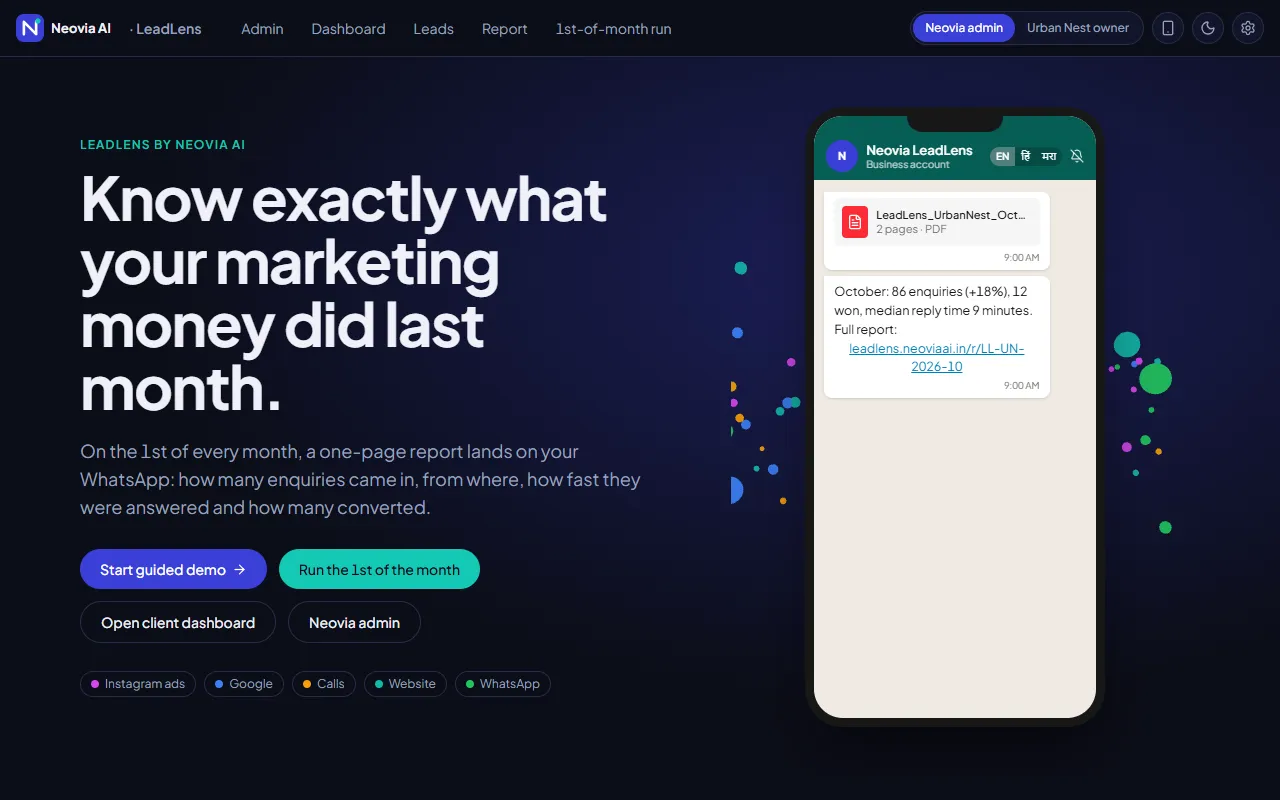 Neovia AI · LeadLens Admin Dashboard Leads Report 1st-of-month run Neovia admin Urban Nest owner
LEADLENS BY NEOVIA AI
Know exactly what
your marketing
money did last
month.
On the 1st of every month, a one-page report lands on your
WhatsApp: how many enquiries came in, from where, how fast they
were answered and how many converted.
Start guided demo →
Run the 1st of the month
Open client dashboard
Neovia admin
Instagram ads
Google
Calls
Website
WhatsApp
N
Neovia LeadLens
Business account
EN हिं मरा
LeadLens_UrbanNest_Oct...
2 pages · PDF
9:00 AM
October: 86 enquiries (+18%), 12
won, median reply time 9 minutes.
Full report:
leadlens.neoviaai.in/r/LL-UN-
2026-10
9:00 AM